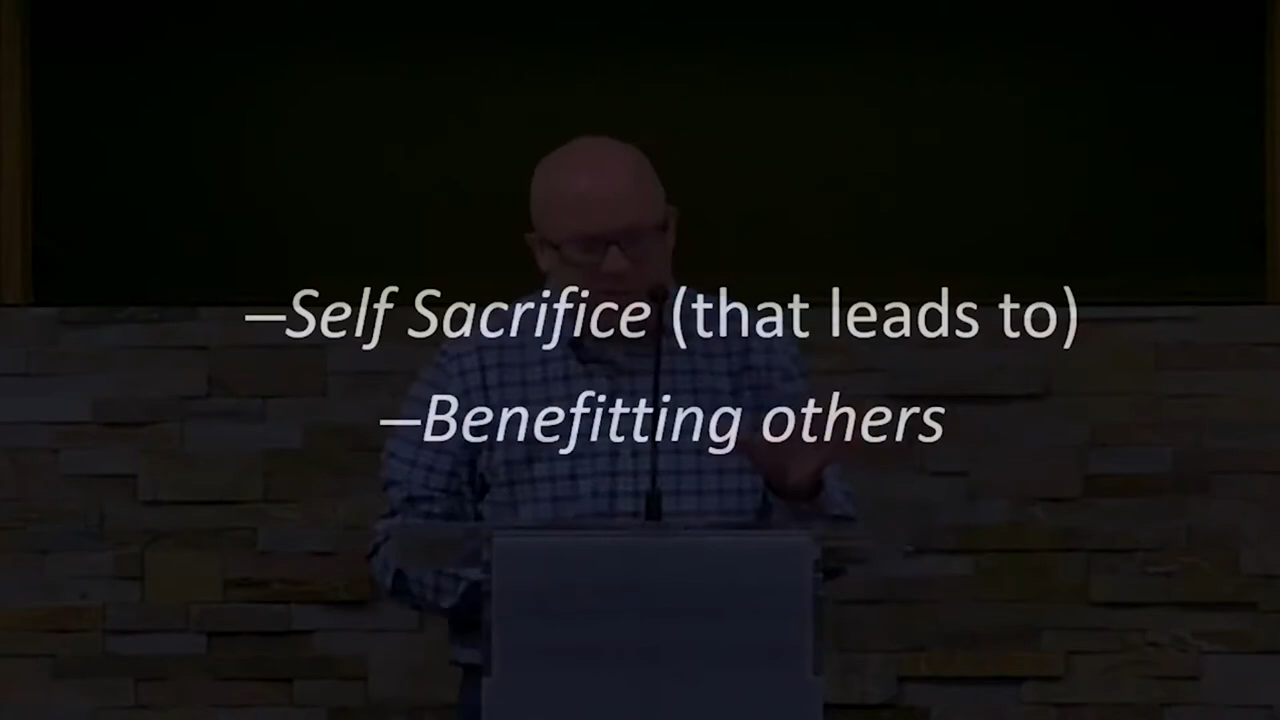 –Self Sacrifice (that leads to)
–Benefitting others